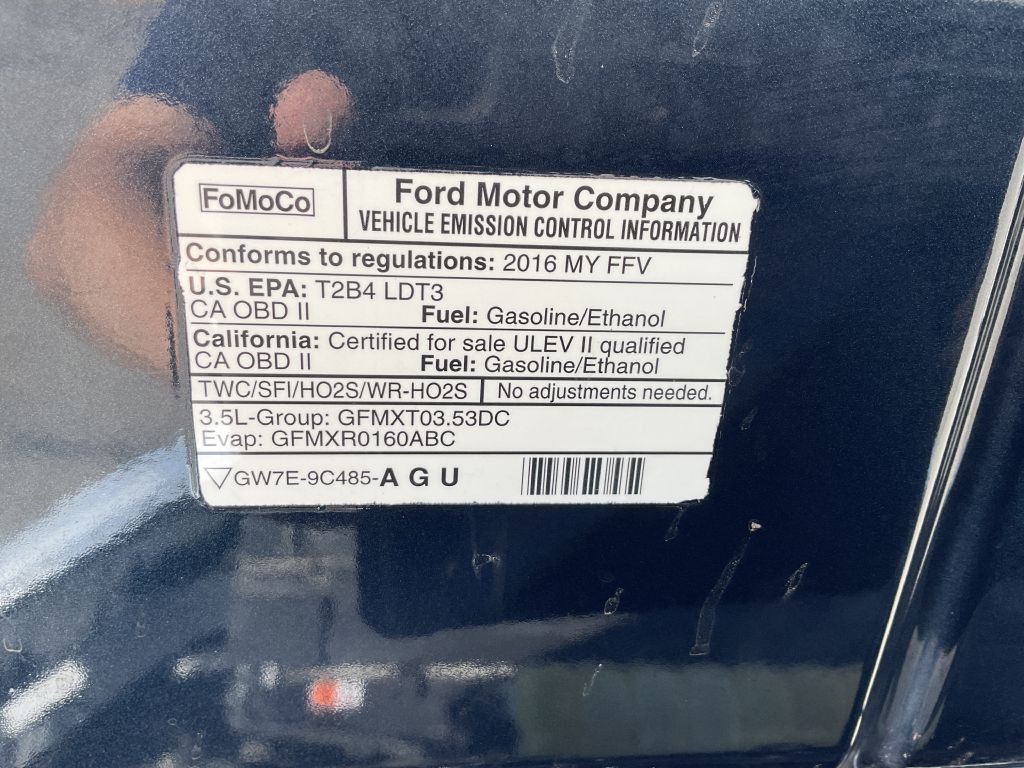 FoMoCo
Ford Motor Company
VEHICLE EMISSION CONTROL INFORMATION
Conforms to regulations: 2016 MY FFV
U.S. EPA: T2B4 LDT3
CA OBD II Fuel: Gasoline/Ethanol
California: Certified for sale ULEV II qualified
CA OBD II Fuel: Gasoline/Ethanol
TWC/SFI/HO2S/WR-HO2S No adjustments needed.
3.5L-Group: GFMXT03.53DC
Evap: GFMXR0160ABC
GW7E-9C485-A G U